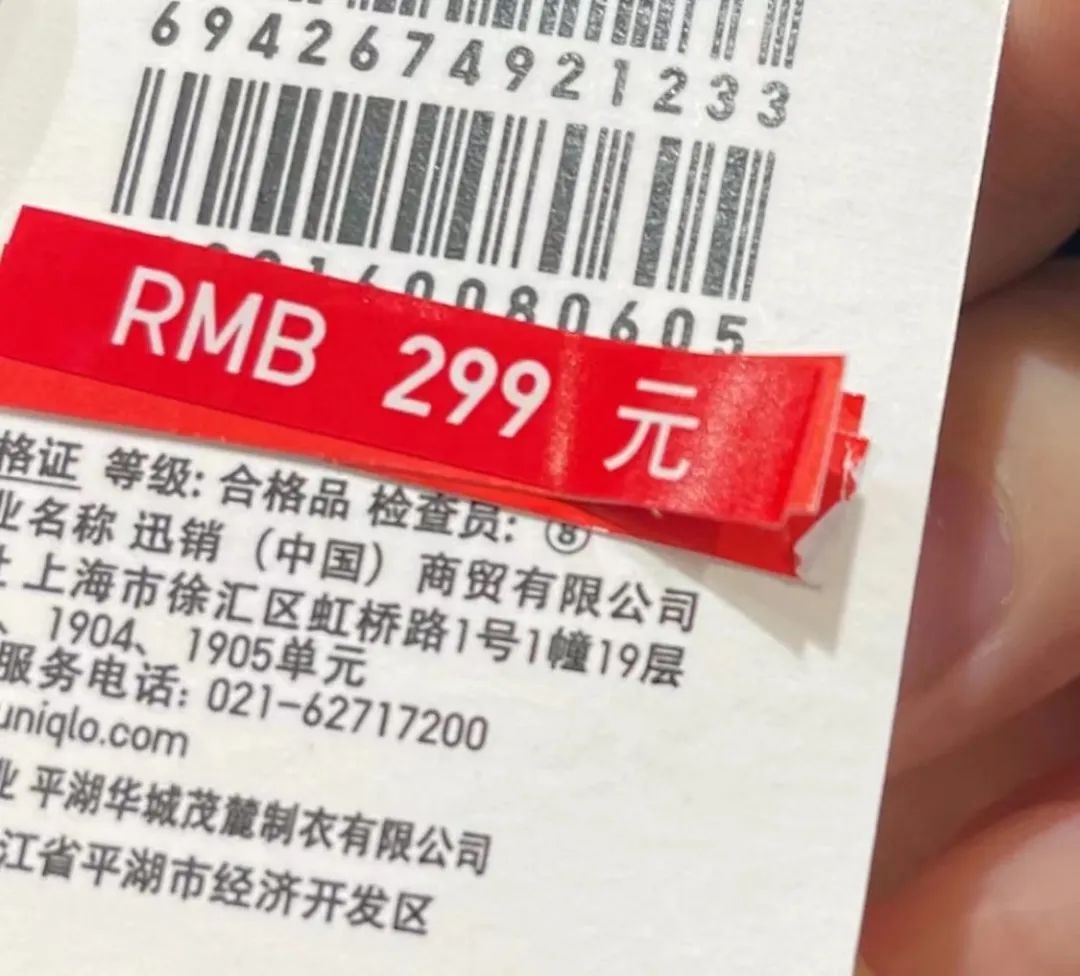 6942674921233
0080605
RMB 299 元
格证 等级: 合格品 检查员: ⑧
业名称 迅销（中国）商贸有限公司
上海市徐汇区虹桥路1号1幢19层
、1904、1905单元
服务电话: 021-62717200
uniqlo.com
业 平湖华城茂麓制衣有限公司
江省平湖市经济开发区